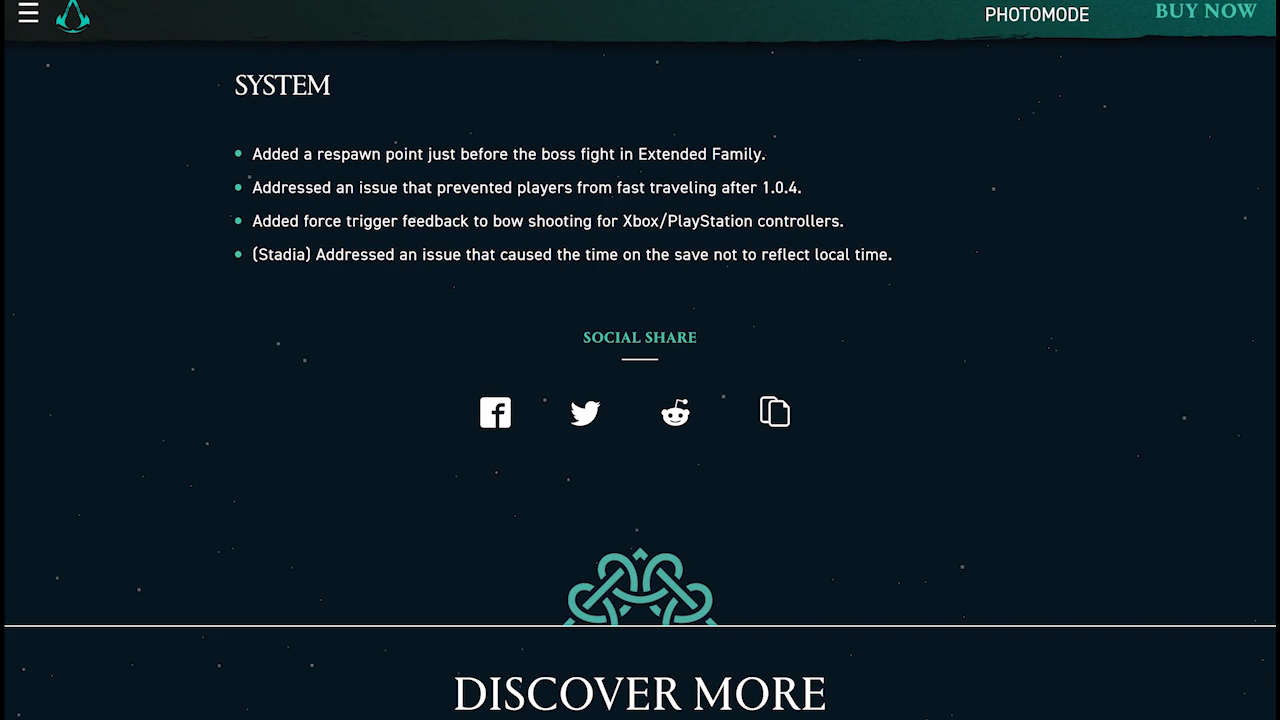 PHOTOMODE
BUY NOW
SYSTEM
Added a respawn point just before the boss fight in Extended Family.
Addressed an issue that prevented players from fast traveling after 1.0.4.
Added force trigger feedback to bow shooting for Xbox/PlayStation controllers.
(Stadia) Addressed an issue that caused the time on the save not to reflect local time.
SOCIAL SHARE
DISCOVER MORE